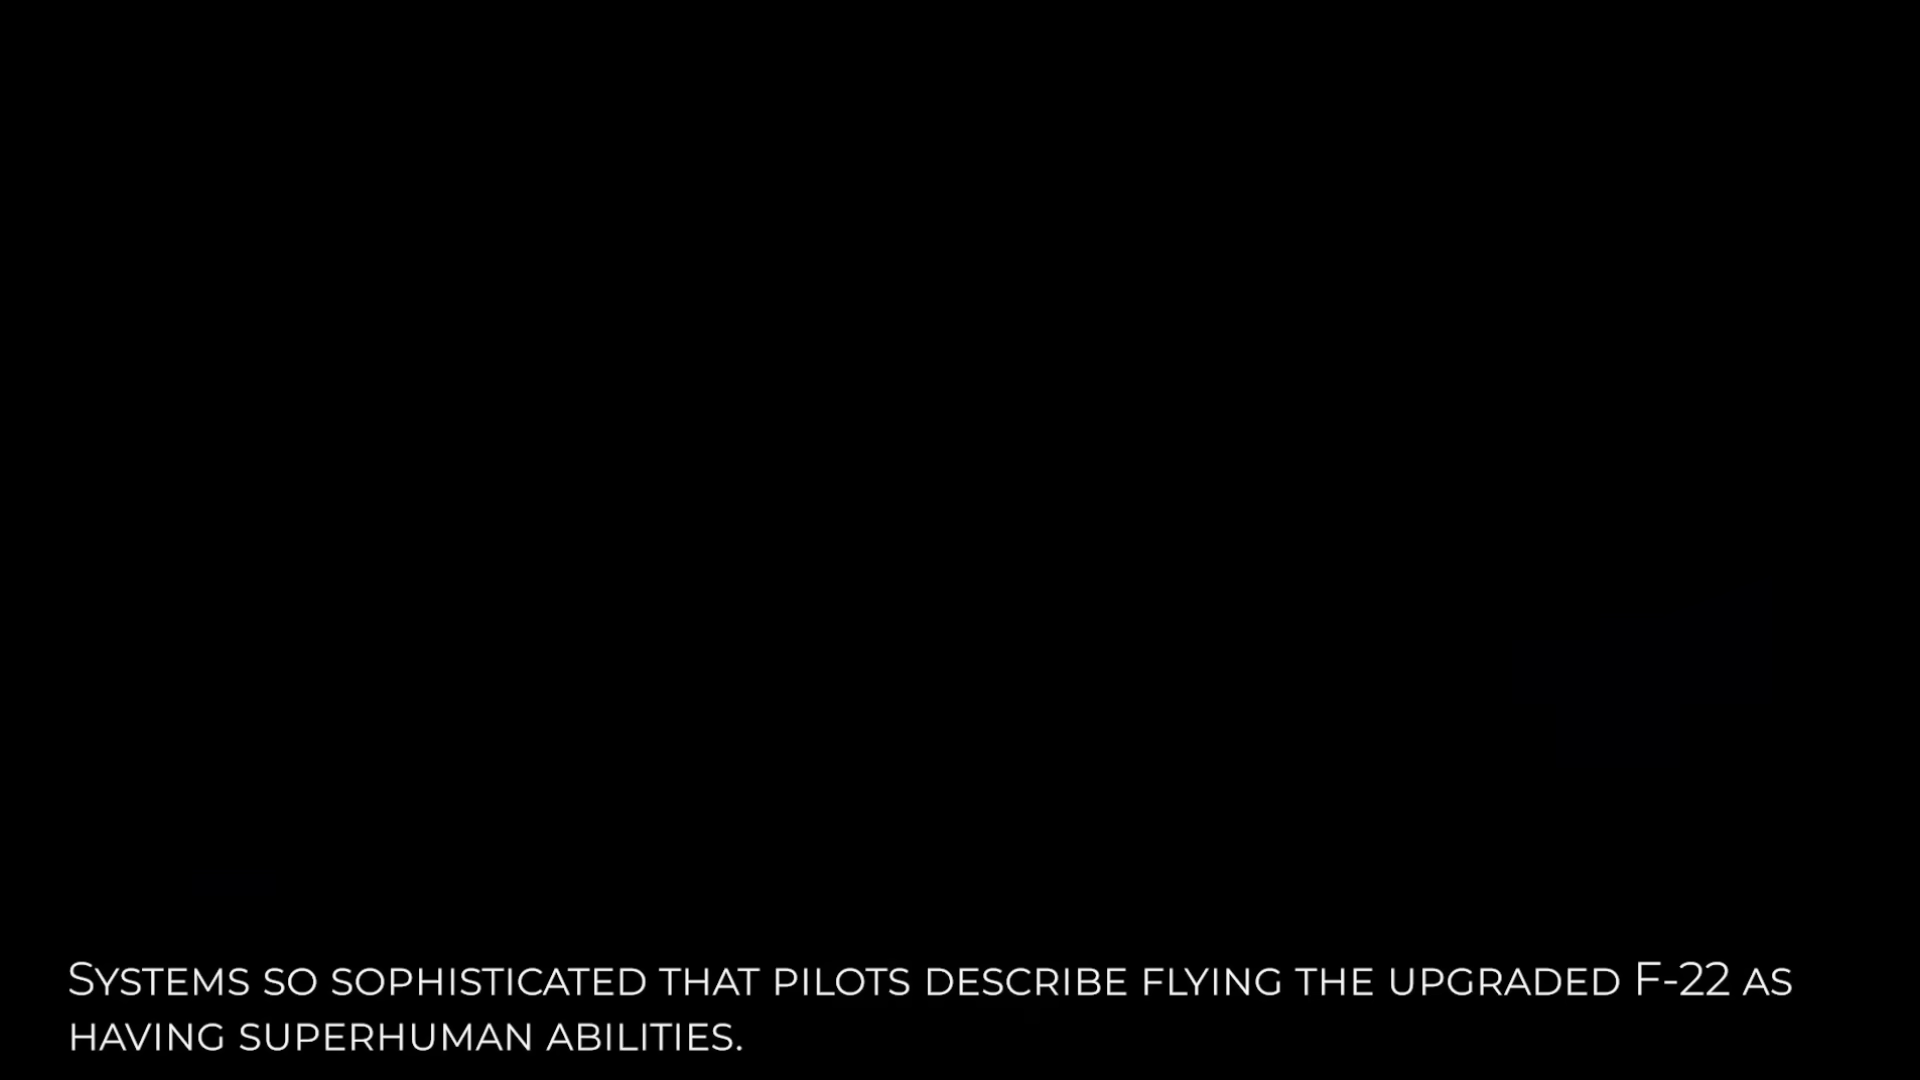 Systems so sophisticated that pilots describe flying the upgraded F-22 as
having superhuman abilities.